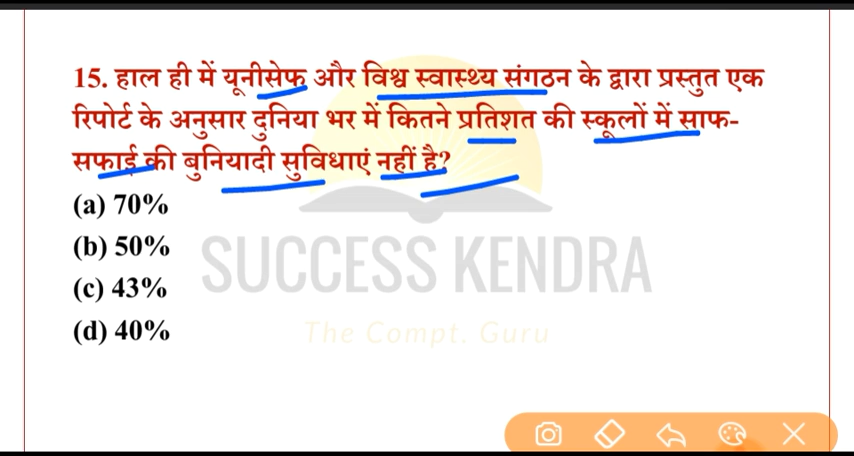 15. हाल ही में यूनीसेफ और विश्व स्वास्थ्य संगठन के द्वारा प्रस्तुत एक
रिपोर्ट के अनुसार दुनिया भर में कितने प्रतिशत की स्कूलों में साफ-
सफाई की बुनियादी सुविधाएं नहीं है?
(a) 70%
(b) 50%
(c) 43%
(d) 40%
SUCCESS KENDRA
The Compt. Guru